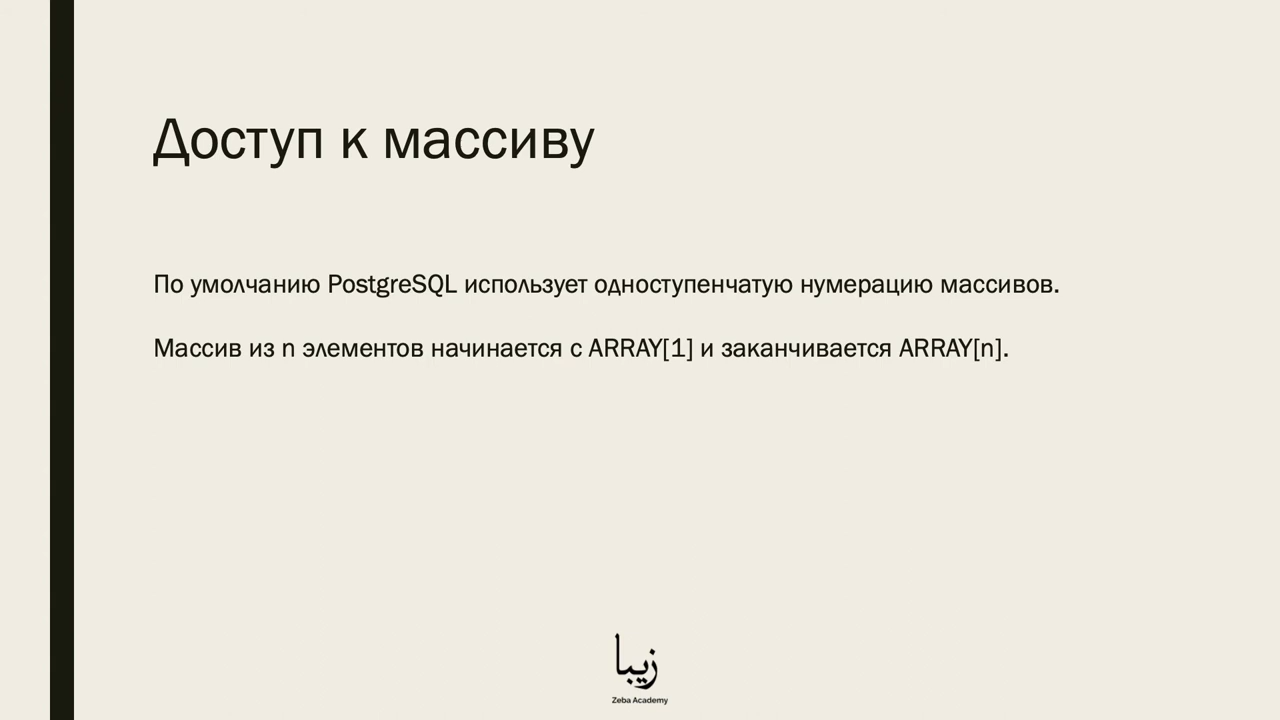 Доступ к массиву
По умолчанию PostgreSQL использует одноступенчатую нумерацию массивов.
Массив из n элементов начинается с ARRAY[1] и заканчивается ARRAY[n].
زیبا
Zeba Academy